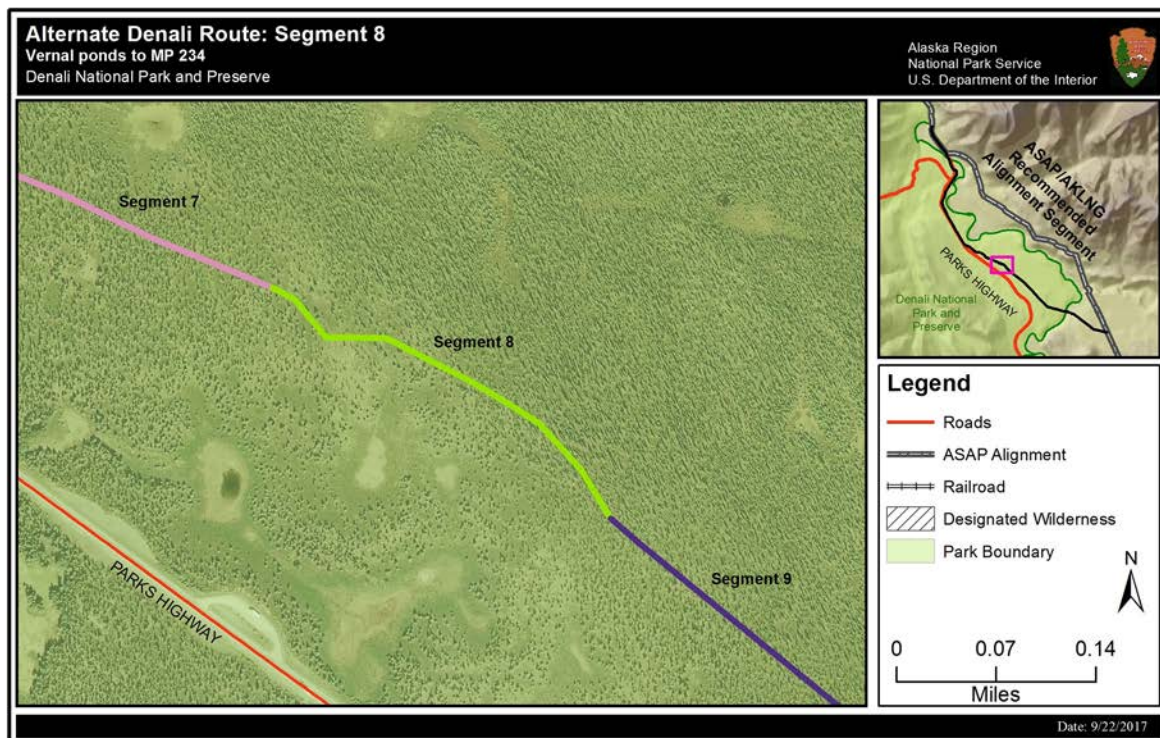 Alternate Denali Route: Segment 8
Vernal ponds to MP 234
Denali National Park and Preserve
Alaska Region
National Park Service
U.S. Department of the Interior
Segment 7
Segment 8
Segment 9
PARKS HIGHWAY
ASAP/AKLNG
Recommended
Alignment Segment
PARKS HIGHWAY
Denali National
Park and
Preserve
Legend
Roads
ASAP Alignment
Railroad
Designated Wilderness
Park Boundary
N
0 0.07 0.14
Miles
Date: 9/22/2017